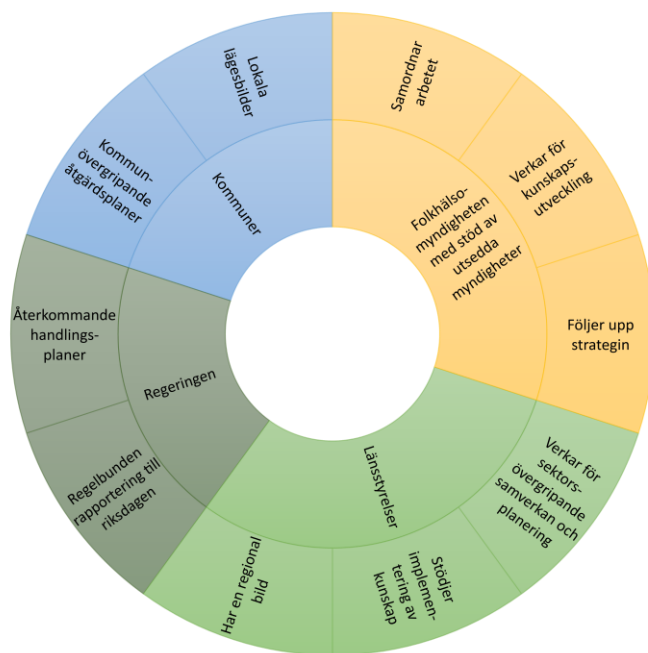 Samordnar
arbetet
Verkar för
kunskaps-
utveckling
Följer upp
strategin
Folkhälso-
myndigheten
med stöd av
utsedda
myndigheter
Verkar för
sektors-
övergripande
samverkan och
planering
Stödjer
implemen-
tering av
kunskap
Har en regional
bild
Länsstyrelser
Regelbunden
rapportering till
riksdagen
Återkommande
handlings-
planer
Regeringen
Kommun-
övergripande
åtgärdsplaner
Lokala
lägesbilder
Kommuner